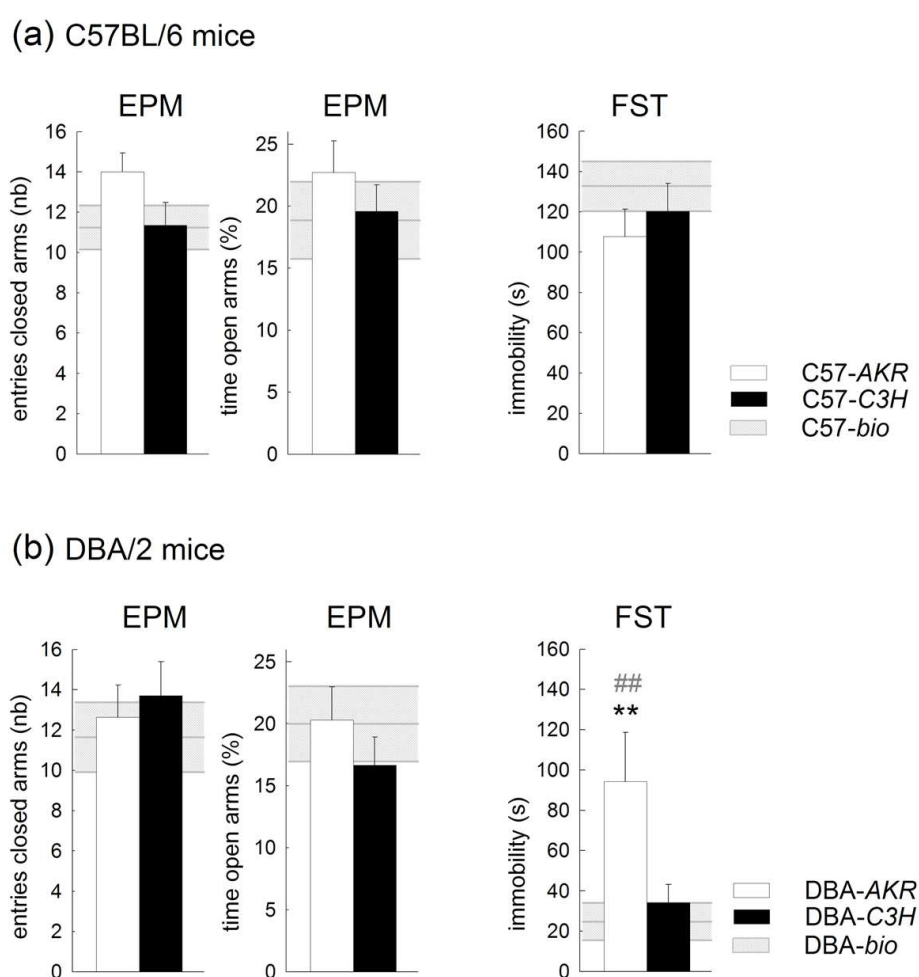 (a) C57BL/6 mice
EPM
entries closed arms (nb)
16
14
12
10
8
6
4
2
0
EPM
time open arms (%)
25
20
15
10
5
0
FST
immobility (s)
160
140
120
100
80
60
40
20
0
C57-AKR
C57-C3H
C57-bio
(b) DBA/2 mice
EPM
entries closed arms (nb)
16
14
12
10
8
6
4
2
0
EPM
time open arms (%)
25
20
15
10
5
0
FST
immobility (s)
160
140
120
100
80
60
40
20
0
##
**
DBA-AKR
DBA-C3H
DBA-bio